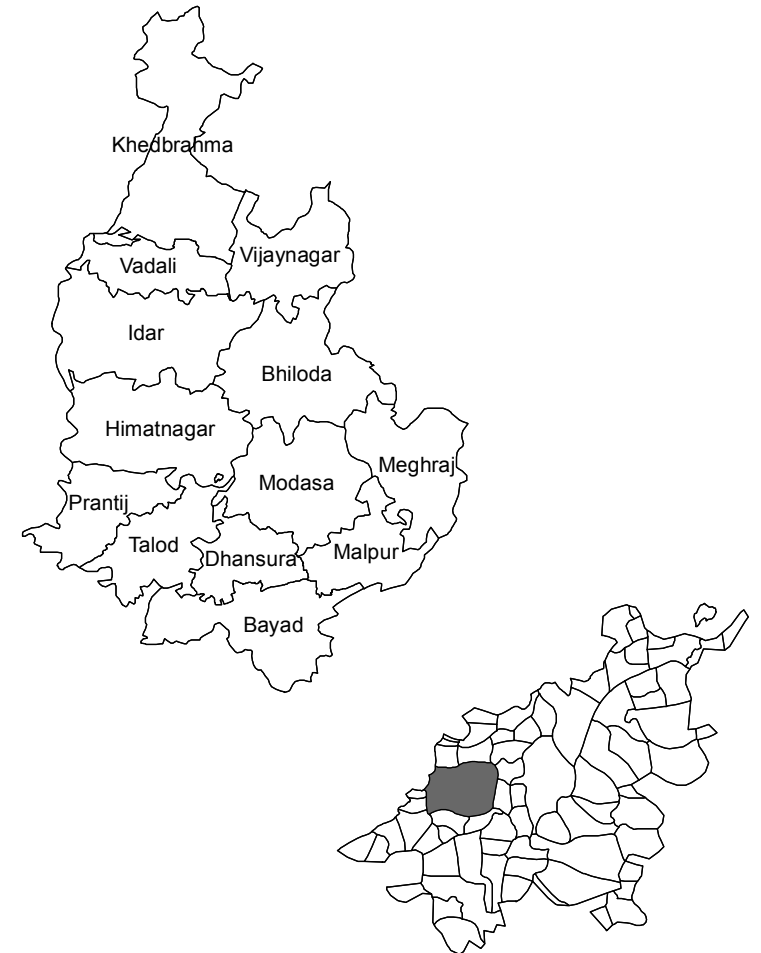 Khedbrahma
Vijaynagar
Vadali
Idar
Bhiloda
Himatnagar
Meghraj
Modasa
Prantij
Talod
Malpur
Dhansura
Bayad